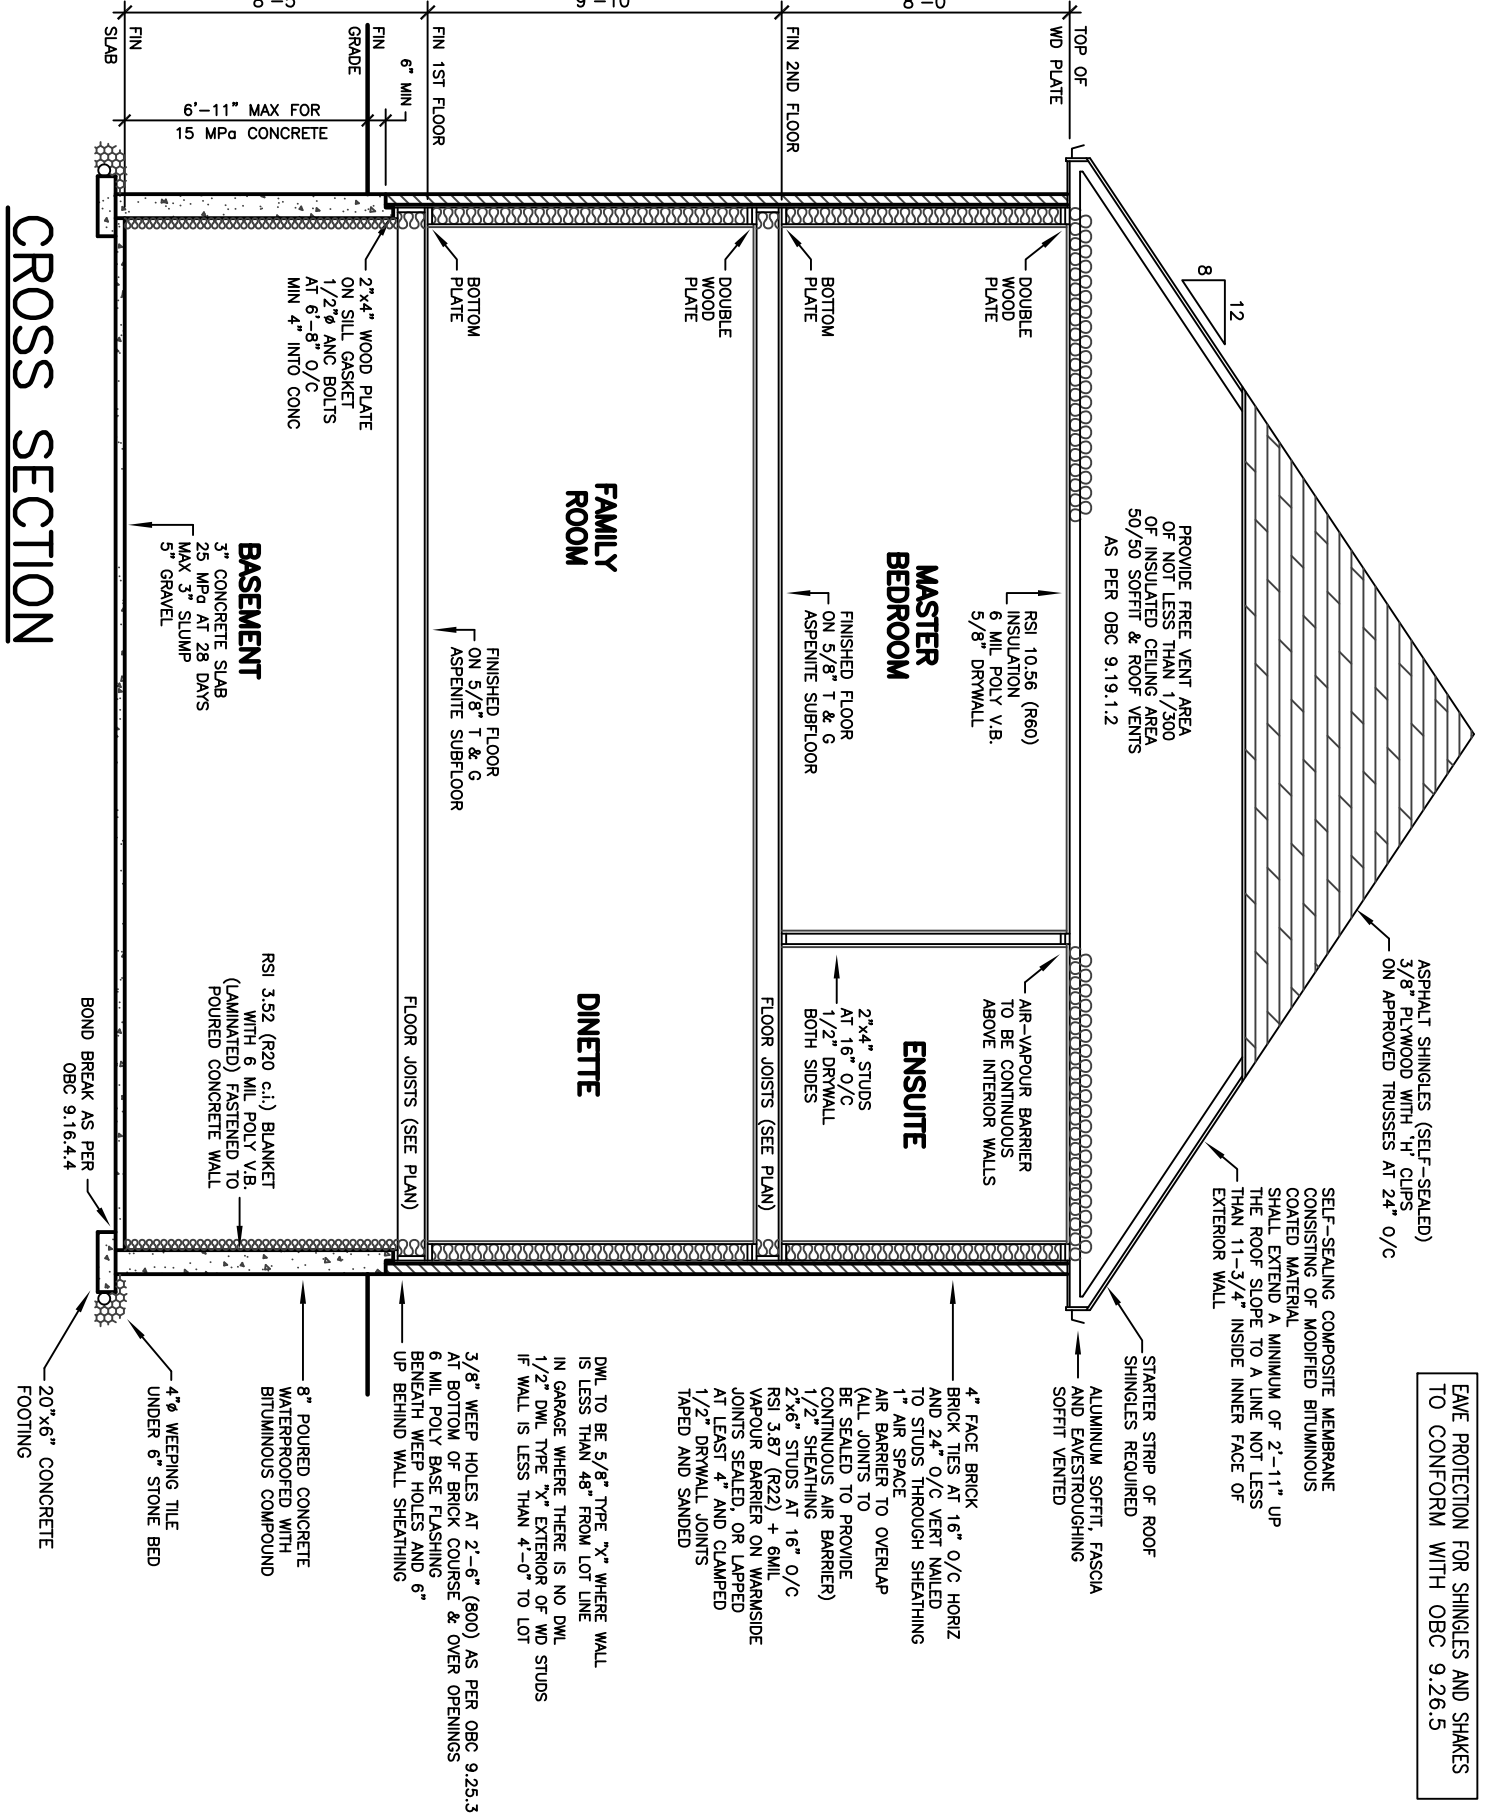 EAVE PROTECTION FOR SHINGLES AND SHAKES
TO CONFORM WITH OBC 9.26.5
ASPHALT SHINGLES (SELF-SEALED)
3/8" PLYWOOD WITH 'H' CLIPS
ON APPROVED TRUSSES AT 24" O/C
SELF-SEALING COMPOSITE MEMBRANE
CONSISTING OF MODIFIED BITUMINOUS
COATED MATERIAL
SHALL EXTEND A MINIMUM OF 2'-11" UP
THE ROOF SLOPE TO A LINE NOT LESS
THAN 11-3/4" INSIDE INNER FACE OF
EXTERIOR WALL
12
8
PROVIDE FREE VENT AREA
OF NOT LESS THAN 1/300
OF INSULATED CEILING AREA
50/50 SOFFIT & ROOF VENTS
AS PER OBC 9.19.1.2
STARTER STRIP OF ROOF
SHINGLES REQUIRED
ALUMINUM SOFFIT, FASCIA
AND EAVESTROUGHING
SOFFIT VENTED
TOP OF
WD PLATE
8'-0"
DOUBLE
WOOD
PLATE
RSI 10.56 (R60)
INSULATION
6 MIL POLY V.B.
5/8" DRYWALL
AIR-VAPOUR BARRIER
TO BE CONTINUOUS
ABOVE INTERIOR WALLS
MASTER
BEDROOM
ENSUITE
2"x4" STUDS
AT 16" O/C
1/2" DRYWALL
BOTH SIDES
4" FACE BRICK
BRICK TIES AT 16" O/C HORIZ
AND 24" O/C VERT NAILED
TO STUDS THROUGH SHEATHING
1" AIR SPACE
AIR BARRIER TO OVERLAP
(ALL JOINTS TO
BE SEALED TO PROVIDE
CONTINUOUS AIR BARRIER)
1/2" SHEATHING
2"x6" STUDS AT 16" O/C
RSI 3.87 (R22) + 6MIL
VAPOUR BARRIER ON WARMSIDE
JOINTS SEALED, OR LAPPED
AT LEAST 4" AND CLAMPED
1/2" DRYWALL JOINTS
TAPED AND SANDED
BOTTOM
PLATE
FINISHED FLOOR
ON 5/8" T & G
ASPENITE SUBFLOOR
FIN 2ND FLOOR
9'-10"
FLOOR JOISTS (SEE PLAN)
DOUBLE
WOOD
PLATE
FAMILY
ROOM
DINETTE
DWL TO BE 5/8" TYPE "X" WHERE WALL
IS LESS THAN 48" FROM LOT LINE
IN GARAGE WHERE THERE IS NO DWL
1/2" DWL TYPE "X" EXTERIOR OF WD STUDS
IF WALL IS LESS THAN 4'-0" TO LOT
BOTTOM
PLATE
FINISHED FLOOR
ON 5/8" T & G
ASPENITE SUBFLOOR
FIN 1ST FLOOR
8'-5"
FLOOR JOISTS (SEE PLAN)
3/8" WEEP HOLES AT 2'-6" (800) AS PER OBC 9.25.3
AT BOTTOM OF BRICK COURSE & OVER OPENINGS
6 MIL POLY BASE FLASHING
BENEATH WEEP HOLES AND 6"
UP BEHIND WALL SHEATHING
6" MIN
FIN
GRADE
2"x4" WOOD PLATE
ON SILL GASKET
1/2"ø ANC BOLTS
AT 6'-8" O/C
MIN 4" INTO CONC
6'-11" MAX FOR
15 MPa CONCRETE
BASEMENT
3" CONCRETE SLAB
25 MPa AT 28 DAYS
MAX 3" SLUMP
5" GRAVEL
RSI 3.52 (R20 c.i.) BLANKET
WITH 6 MIL POLY V.B.
(LAMINATED) FASTENED TO
POURED CONCRETE WALL
8" POURED CONCRETE
WATERPROOFED WITH
BITUMINOUS COMPOUND
FIN
SLAB
BOND BREAK AS PER
OBC 9.16.4.4
4"ø WEEPING TILE
UNDER 6" STONE BED
20"x6" CONCRETE
FOOTING
CROSS SECTION